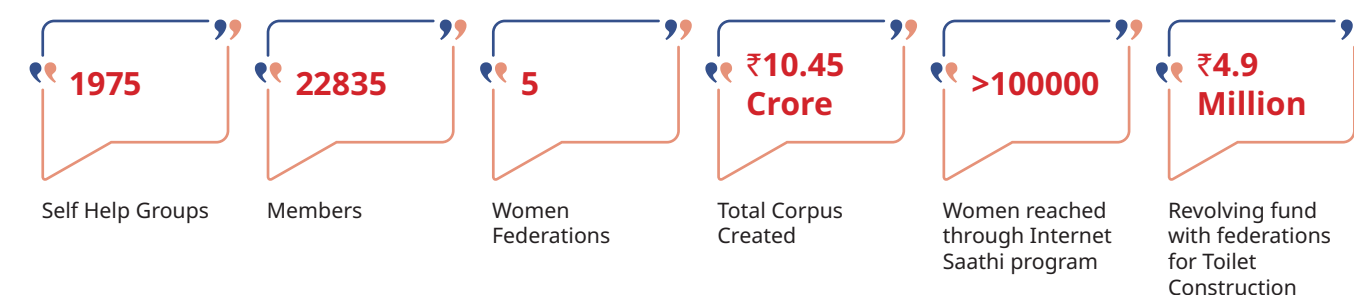 1975
Self Help Groups
22835
Members
5
Women
Federations
₹10.45
Crore
Total Corpus
Created
>100000
Women reached
through Internet
Saathi program
₹4.9
Million
Revolving fund
with federations
for Toilet
Construction